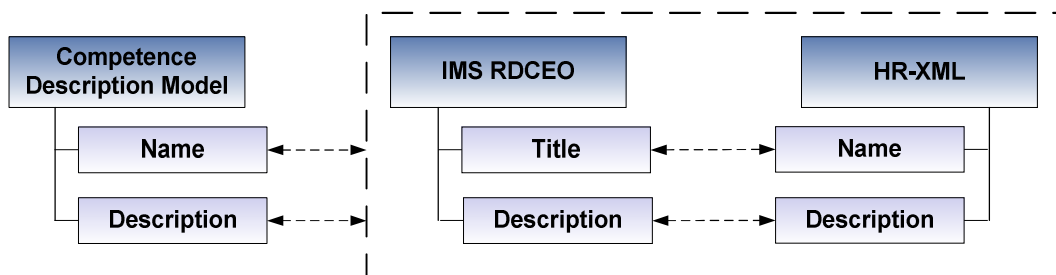 Competence
Description Model
IMS RDCEO
HR-XML
Name
Title
Name
Description
Description
Description